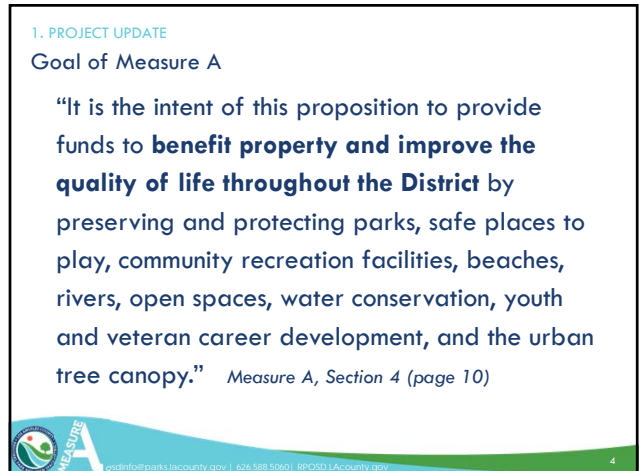 1. PROJECT UPDATE
Goal of Measure A
“It is the intent of this proposition to provide
funds to benefit property and improve the
quality of life throughout the District by
preserving and protecting parks, safe places to
play, community recreation facilities, beaches,
rivers, open spaces, water conservation, youth
and veteran career development, and the urban
tree canopy.” Measure A, Section 4 (page 10)
MEASURE
A
osdinfo@parks.lacounty.gov | 626.588.5060| RPOSD.LAcounty.gov
4